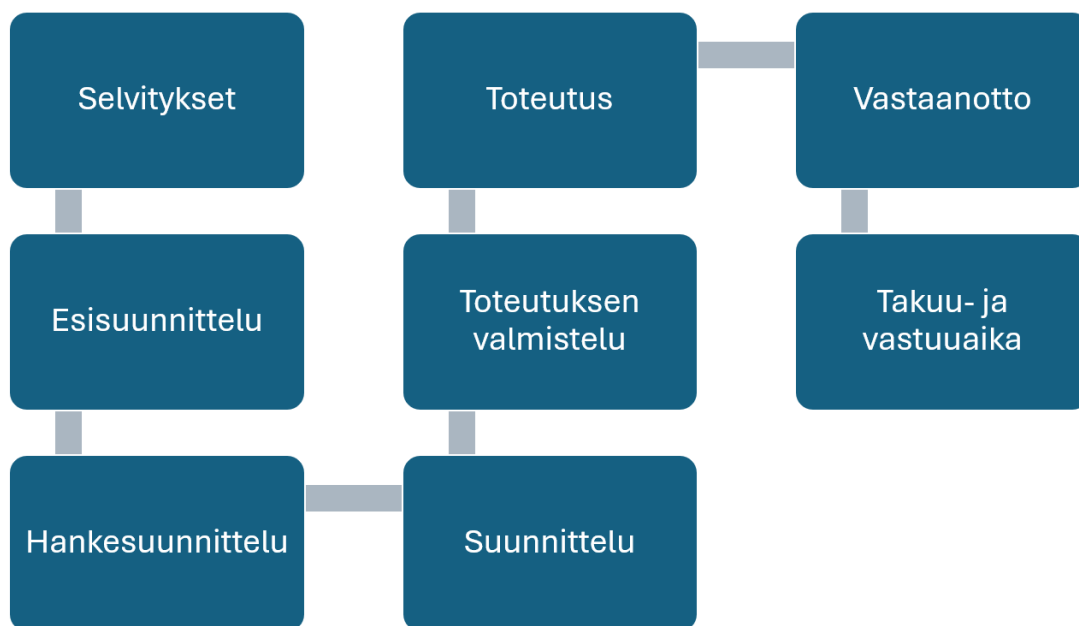 Selvitykset
Esisuunnittelu
Hankesuunnittelu
Suunnittelu
Toteutuksen
valmistelu
Toteutus
Vastaanotto
Takuu- ja
vastuuaika